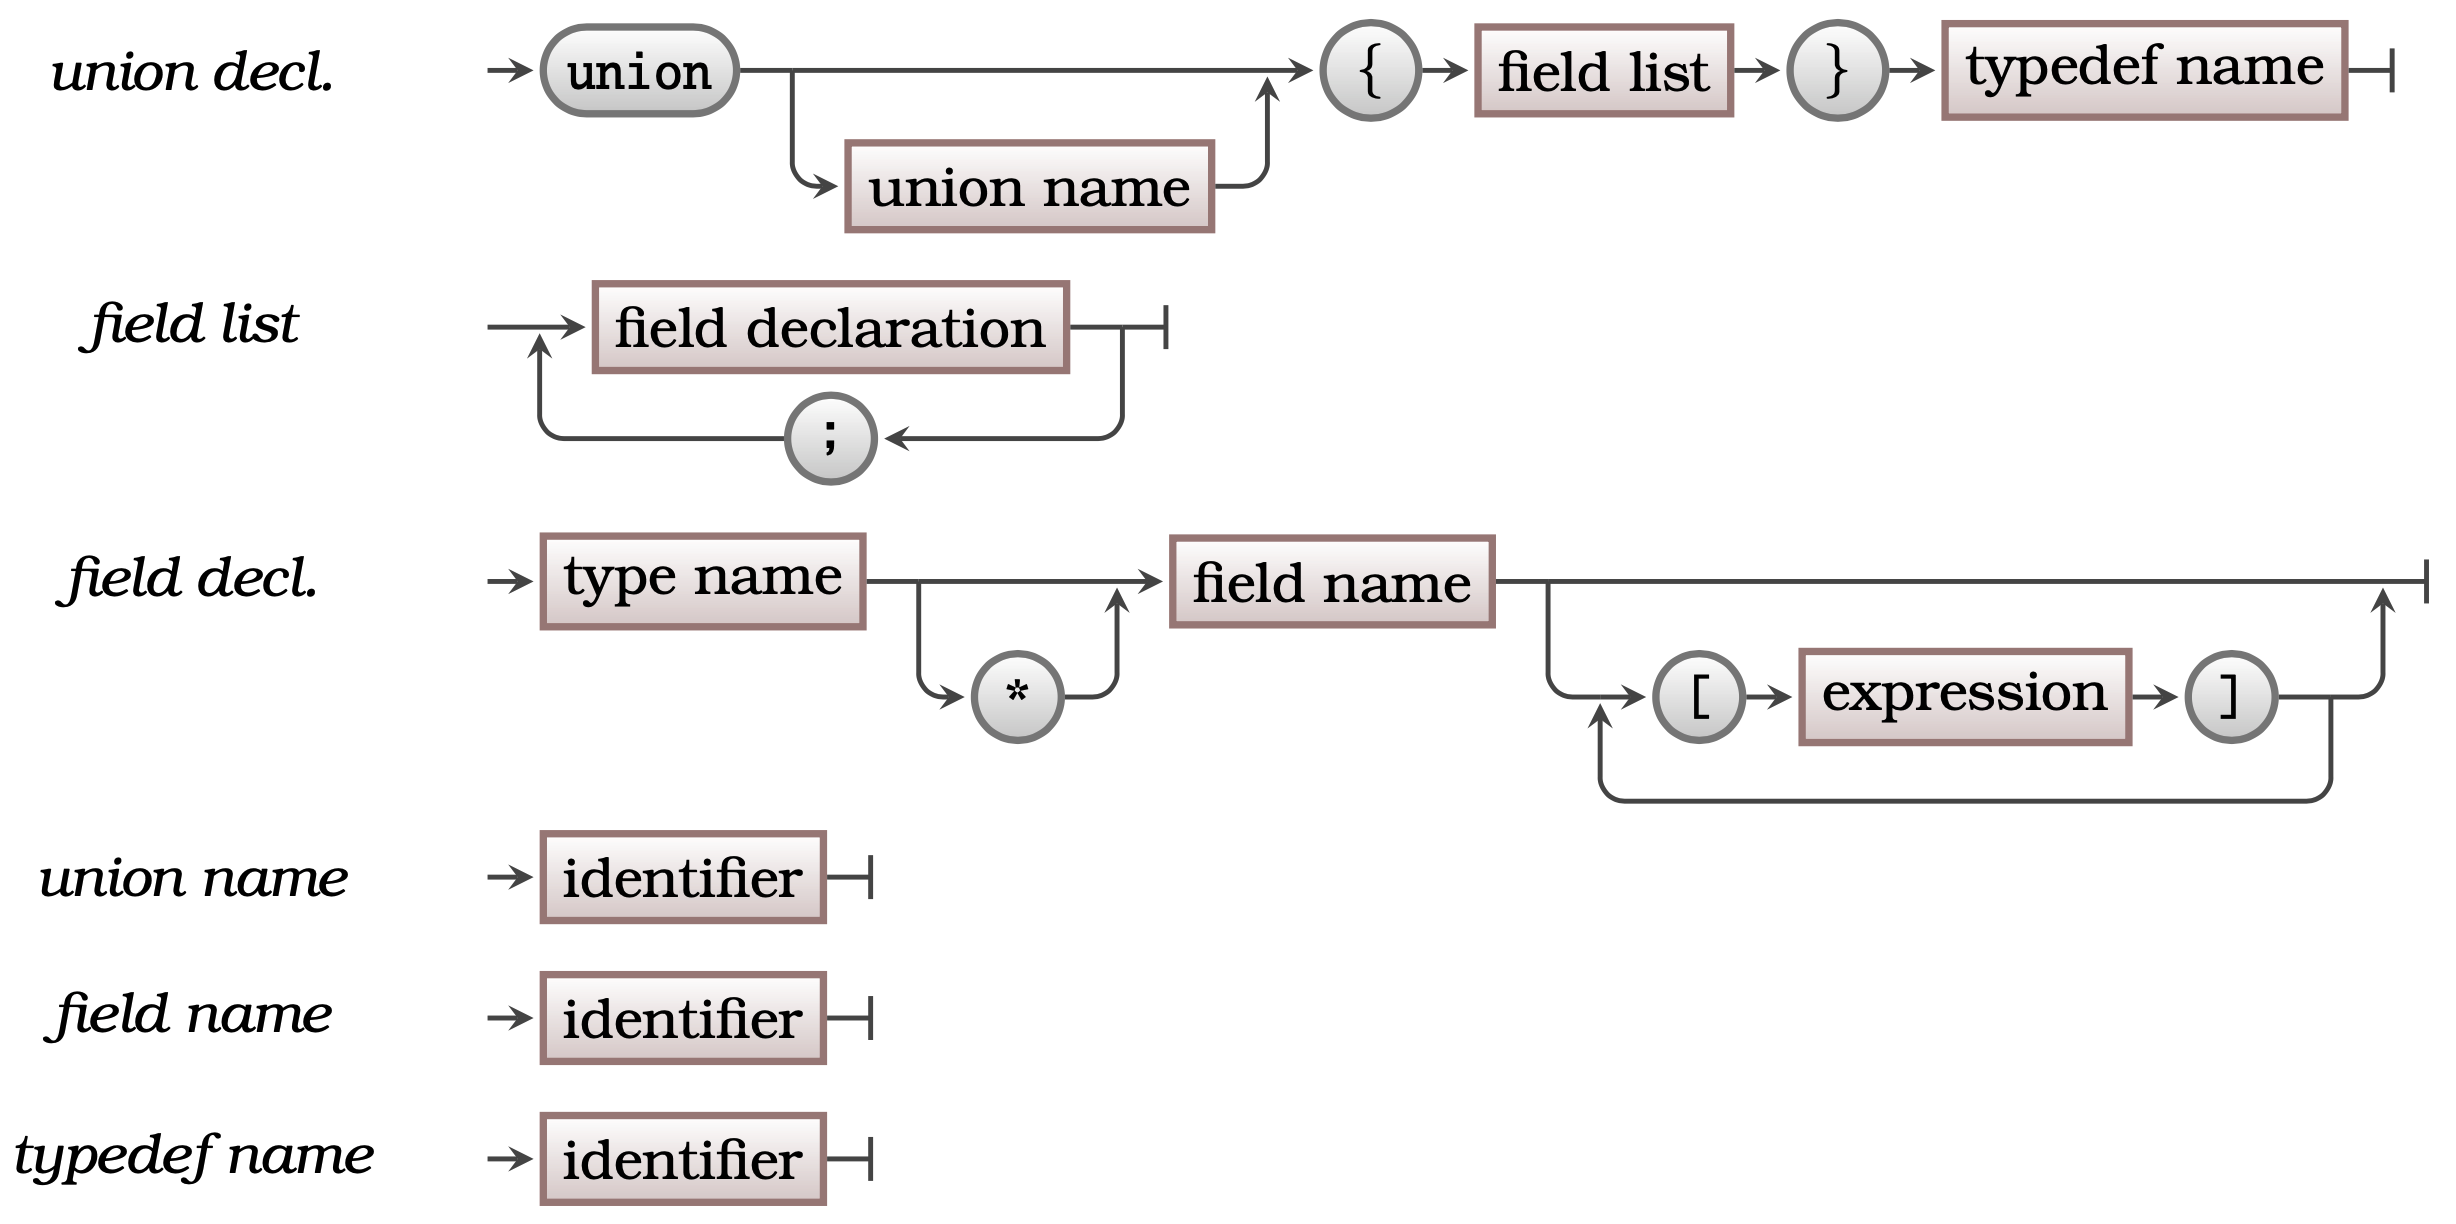 union decl. union { field list } typedef name
union name
field list field declaration
;
field decl. type name field name
* [ expression ]
union name identifier
field name identifier
typedef name identifier